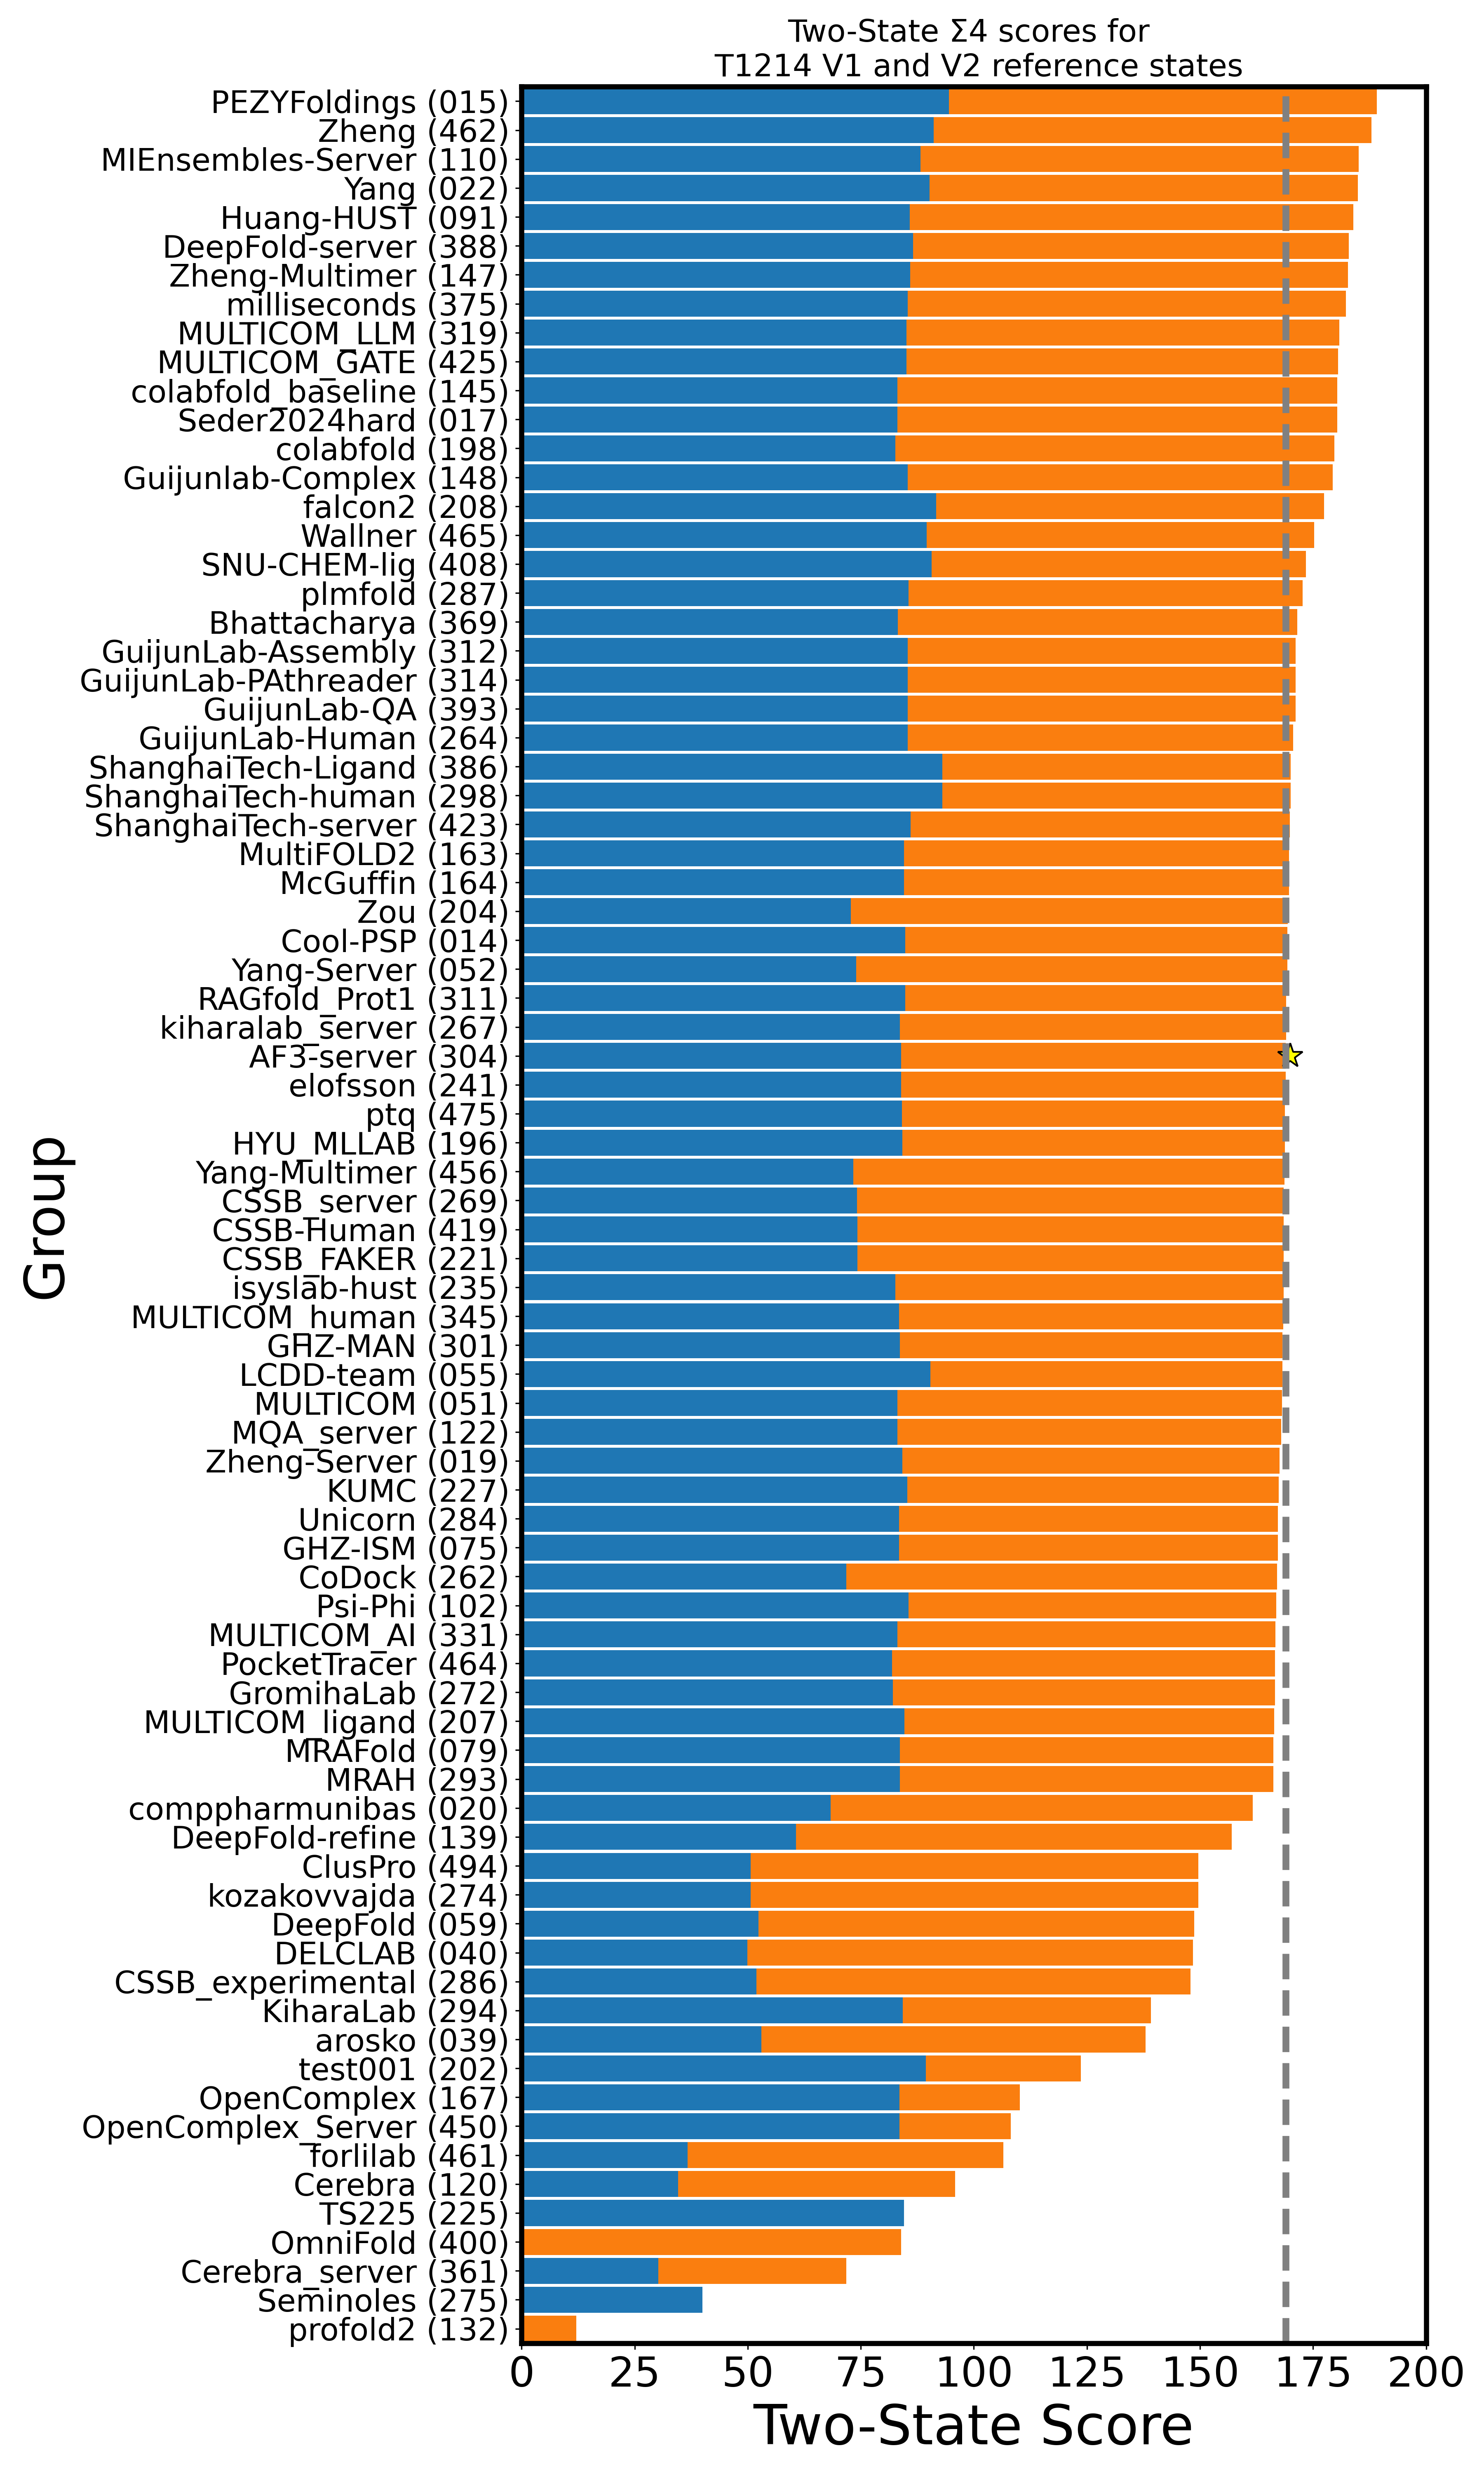 Two-State Σ4 scores for
T1214 V1 and V2 reference states
PEZYFoldings (015)
Zheng (462)
MIEnsembles-Server (110)
Yang (022)
Huang-HUST (091)
DeepFold-server (388)
Zheng-Multimer (147)
milliseconds (375)
MULTICOM_LLM (319)
MULTICOM_GATE (425)
colabfold_baseline (145)
Seder2024hard (017)
colabfold (198)
Guijunlab-Complex (148)
falcon2 (208)
Wallner (465)
SNU-CHEM-lig (408)
plmfold (287)
Bhattacharya (369)
GuijunLab-Assembly (312)
GuijunLab-PAthreader (314)
GuijunLab-QA (393)
GuijunLab-Human (264)
ShanghaiTech-Ligand (386)
ShanghaiTech-human (298)
ShanghaiTech-server (423)
MultiFOLD2 (163)
McGuffin (164)
Zou (204)
Cool-PSP (014)
Yang-Server (052)
RAGfold_Prot1 (311)
kiharalab_server (267)
AF3-server (304)
elofsson (241)
ptq (475)
HYU_MLLAB (196)
Yang-Multimer (456)
CSSB_server (269)
CSSB-Human (419)
CSSB_FAKER (221)
isyslab-hust (235)
MULTICOM_human (345)
GHZ-MAN (301)
LCDD-team (055)
MULTICOM (051)
MQA_server (122)
Zheng-Server (019)
KUMC (227)
Unicorn (284)
GHZ-ISM (075)
CoDock (262)
Psi-Phi (102)
MULTICOM_AI (331)
PocketTracer (464)
GromihaLab (272)
MULTICOM_ligand (207)
MRAFold (079)
MRAH (293)
comppharmunibas (020)
DeepFold-refine (139)
ClusPro (494)
kozakovvajda (274)
DeepFold (059)
DELCLAB (040)
CSSB_experimental (286)
KiharaLab (294)
arosko (039)
test001 (202)
OpenComplex (167)
OpenComplex_Server (450)
forlilab (461)
Cerebra (120)
TS225 (225)
OmniFold (400)
Cerebra_server (361)
Seminoles (275)
profold2 (132)
Group
0 25 50 75 100 125 150 175 200
Two-State Score